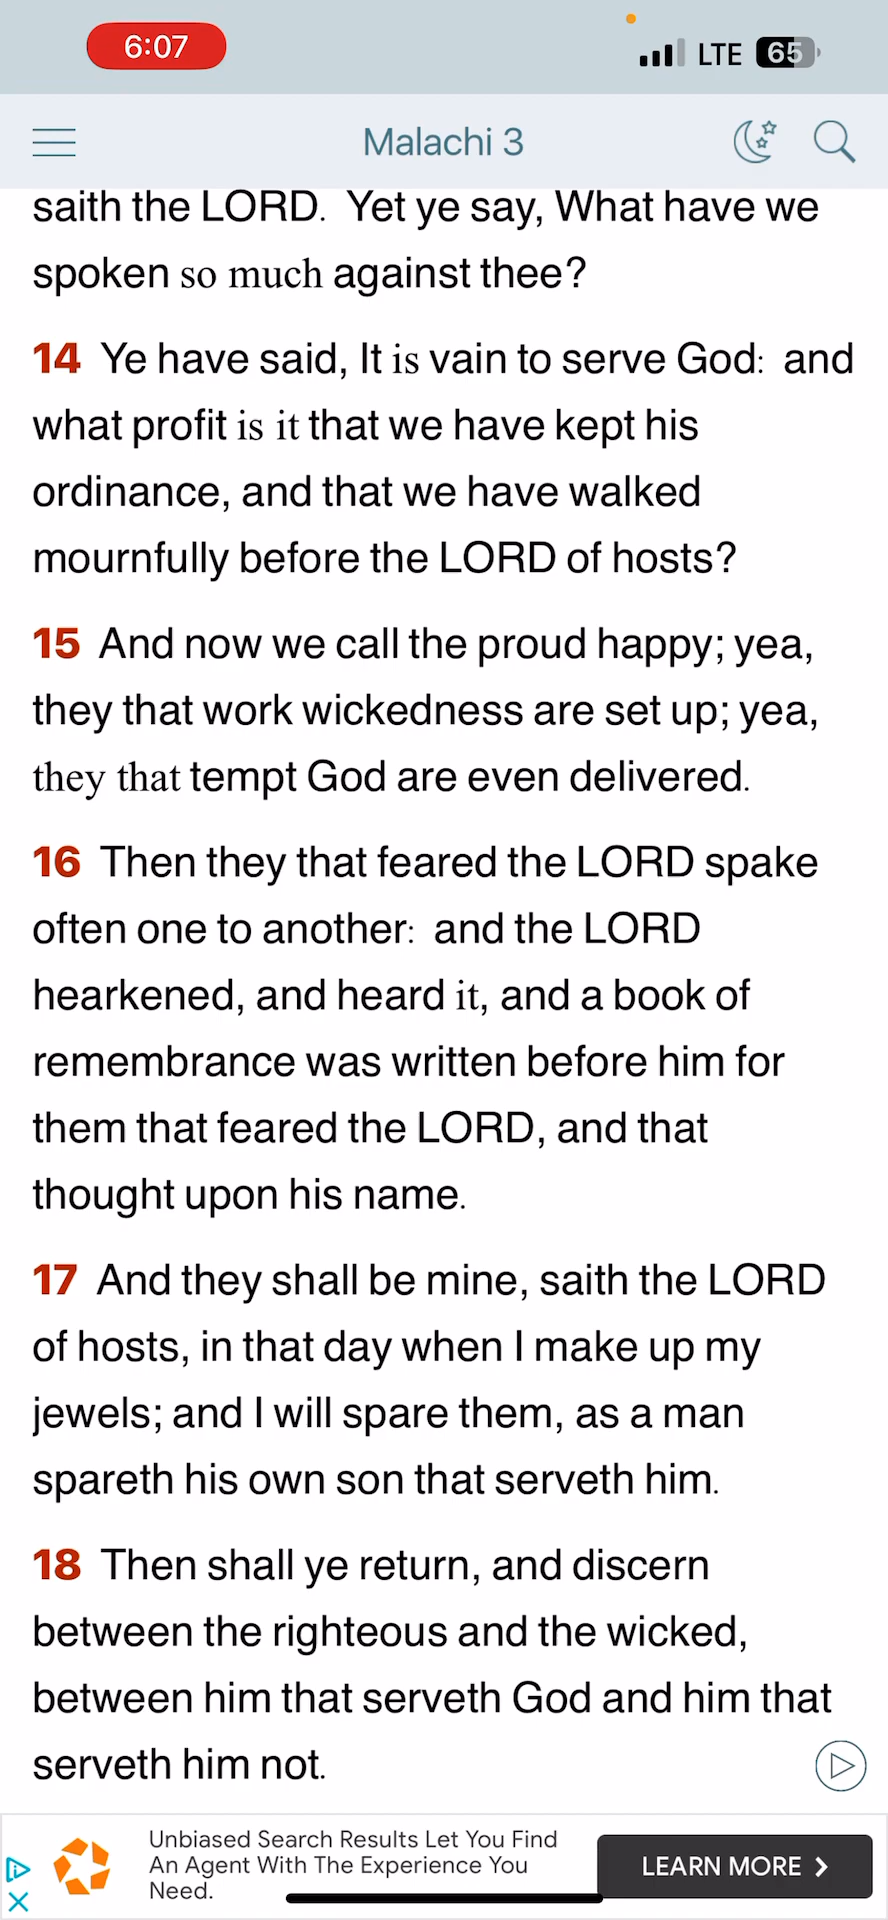 6:07
LTE 65
Malachi 3
saith the LORD. Yet ye say, What have we
spoken so much against thee?
14 Ye have said, It is vain to serve God: and
what profit is it that we have kept his
ordinance, and that we have walked
mournfully before the LORD of hosts?
15 And now we call the proud happy; yea,
they that work wickedness are set up; yea,
they that tempt God are even delivered.
16 Then they that feared the LORD spake
often one to another: and the LORD
hearkened, and heard it, and a book of
remembrance was written before him for
them that feared the LORD, and that
thought upon his name.
17 And they shall be mine, saith the LORD
of hosts, in that day when I make up my
jewels; and I will spare them, as a man
spareth his own son that serveth him.
18 Then shall ye return, and discern
between the righteous and the wicked,
between him that serveth God and him that
serveth him not.
Unbiased Search Results Let You Find
An Agent With The Experience You
Need.
LEARN MORE